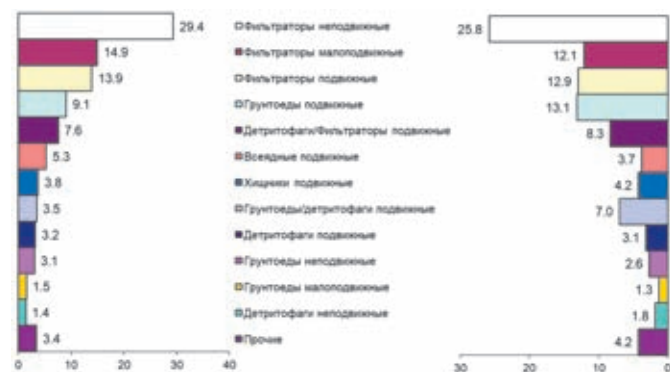 29.4 Фильтраторы неподвижные 25.8
14.9 Фильтраторы малоподвижные 12.1
13.9 Фильтраторы подвижные 12.9
9.1 Грунтоеды подвижные 13.1
7.6 Детритофаги/Фильтраторы подвижные 8.3
5.3 Всеядные подвижные 3.7
3.8 Хищники подвижные 4.2
3.5 Грунтоеды/детритофаги подвижные 7.0
3.2 Детритофаги подвижные 3.1
3.1 Грунтоеды неподвижные 2.6
1.5 Грунтоеды малоподвижные 1.3
1.4 Детритофаги неподвижные 1.8
3.4 Прочие 4.2
0 10 20 30 40 30 20 10 0